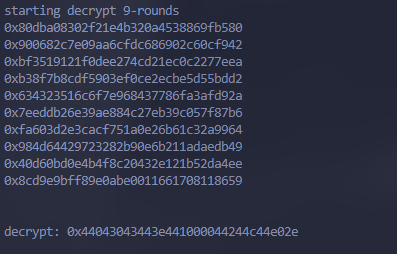 starting decrypt 9-rounds
0x80dba08302f21e4b320a4538869fb580
0x900682c7e09aa6cfdc686902c60cf942
0xbf3519121f0dee274cd21ec0c2277eea
0xb38f7b8cdf5903ef0ce2ecbe5d55bdd2
0x634323516c6f7e968437786fa3afd92a
0x7eeddb26e39ae884c27eb39c057f87b6
0xfa603d2e3cacf751a0e26b61c32a9964
0x984d64429723282b90e6b211adaedb49
0x40d60bd0e4b4f8c20432e121b52da4ee
0x8cd9e9bff89e0abe0011661708118659
decrypt: 0x44043043443e441000044244c44e02e